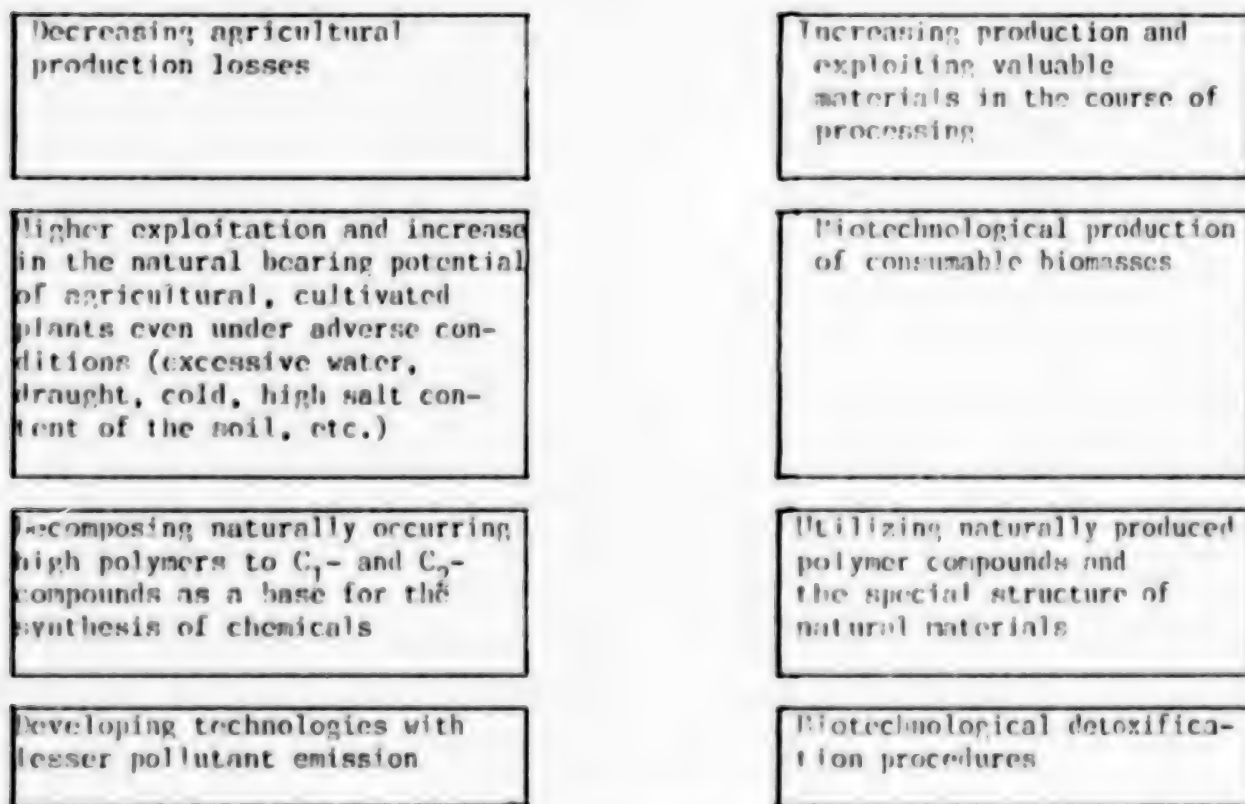 Decreasing agricultural
production losses
Increasing production and
exploiting valuable
materials in the course of
processing
Higher exploitation and increase
in the natural bearing potential
of agricultural, cultivated
plants even under adverse con-
ditions (excessive water,
draught, cold, high salt con-
tent of the soil, etc.)
Biotechnological production
of consumable biomasses
Decomposing naturally occurring
high polymers to C₁- and C₂-
compounds as a base for the
synthesis of chemicals
Utilizing naturally produced
polymer compounds and
the special structure of
natural materials
Developing technologies with
lesser pollutant emission
Biotechnological detoxifica-
tion procedures